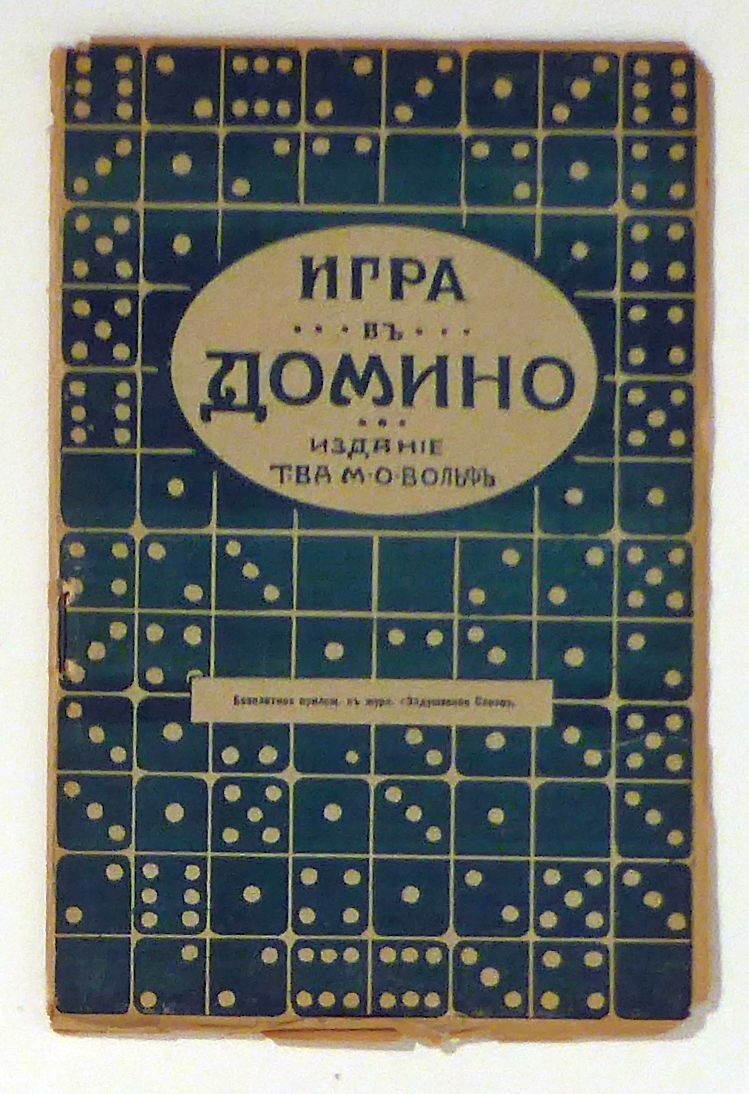 ИГРА
ВЪ
ДОМИНО
ИЗДАНІЕ
Т-ВА М·О·ВОЛЬФЪ
Безплатное прилож. къ журн. «Задушевное Слово».